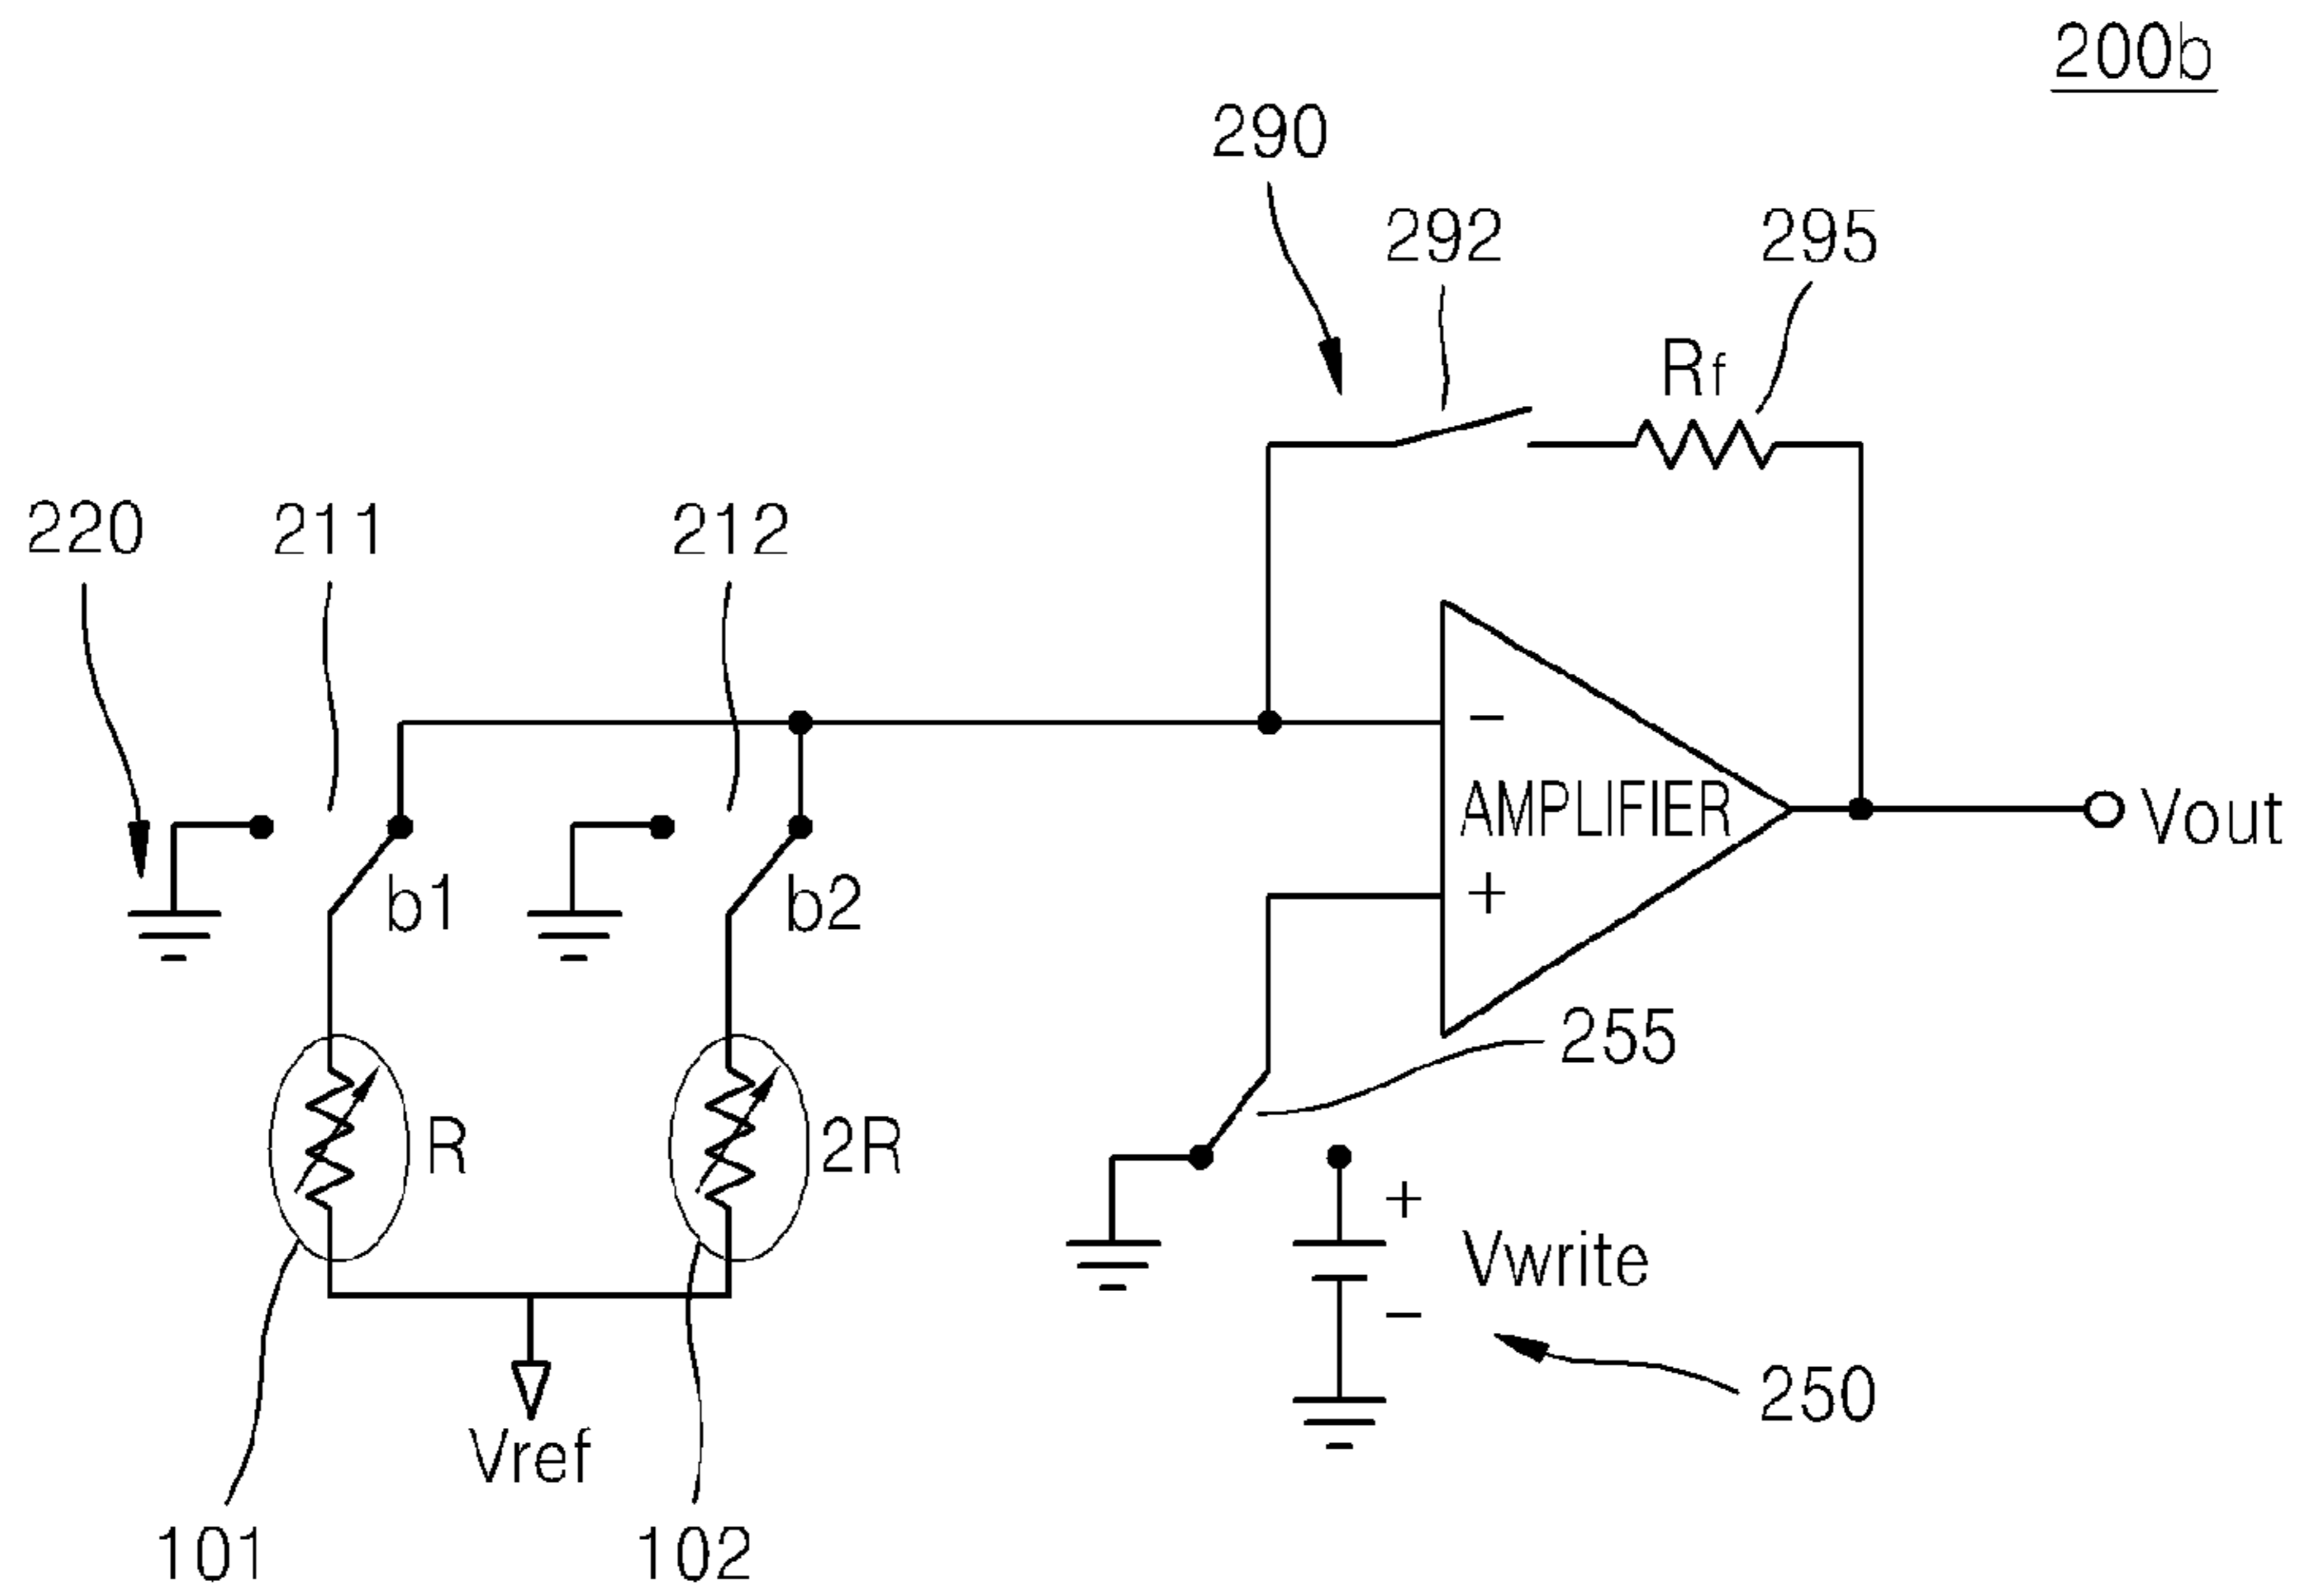 200b
290
292
295
Rf
220
211
212
-
AMPLIFIER
+
Vout
b1
b2
255
R
2R
+
Vwrite
-
250
Vref
101
102